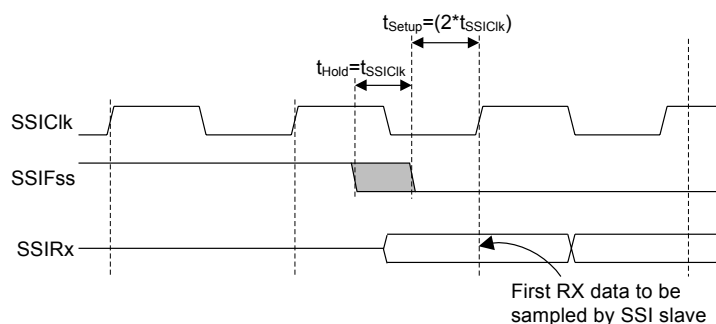 tSetup=(2*tSSIClk)
tHold=tSSIClk
SSIClk
SSIFss
SSIRx
First RX data to be
sampled by SSI slave